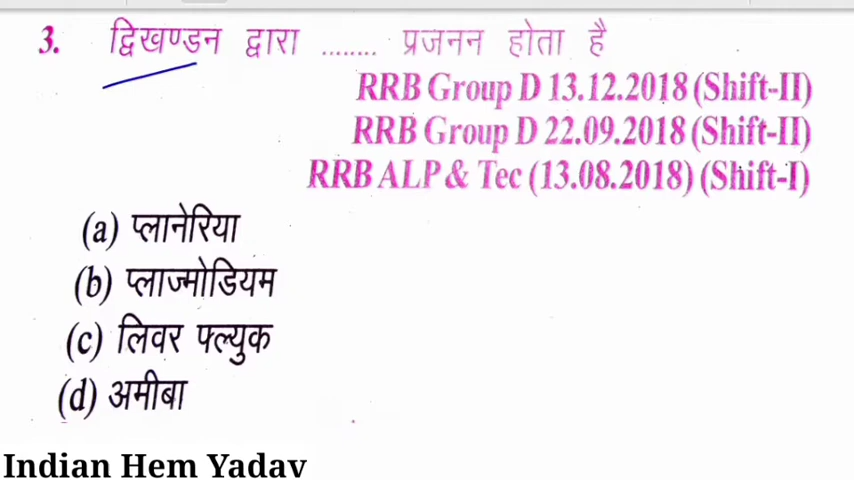 3. द्विखण्डन द्वारा ........ प्रजनन होता है
RRB Group D 13.12.2018 (Shift-II)
RRB Group D 22.09.2018 (Shift-II)
RRB ALP & Tec (13.08.2018) (Shift-I)
(a) प्लानेरिया
(b) प्लाज्मोडियम
(c) लिवर फ्ल्युक
(d) अमीबा
Indian Hem Yadav